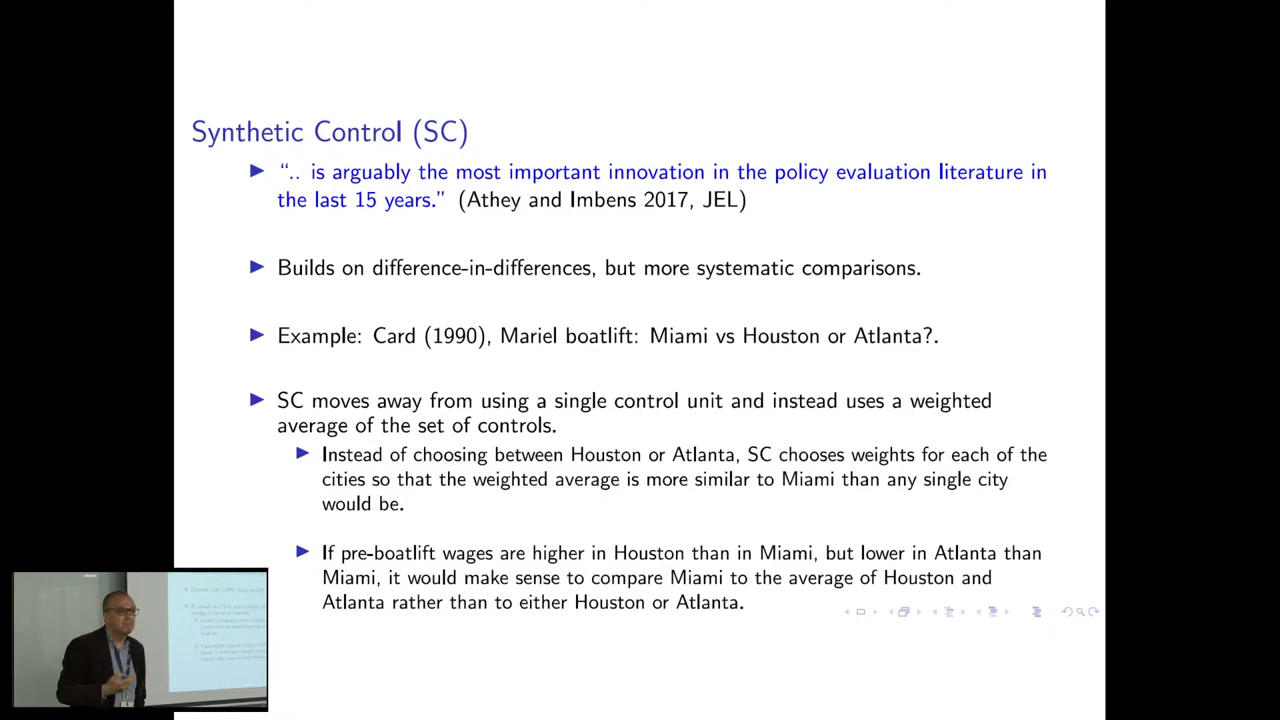 Synthetic Control (SC)
“.. is arguably the most important innovation in the policy evaluation literature in
the last 15 years.” (Athey and Imbens 2017, JEL)
Builds on difference-in-differences, but more systematic comparisons.
Example: Card (1990), Mariel boatlift: Miami vs Houston or Atlanta?.
SC moves away from using a single control unit and instead uses a weighted
average of the set of controls.
Instead of choosing between Houston or Atlanta, SC chooses weights for each of the
cities so that the weighted average is more similar to Miami than any single city
would be.
If pre-boatlift wages are higher in Houston than in Miami, but lower in Atlanta than
Miami, it would make sense to compare Miami to the average of Houston and
Atlanta rather than to either Houston or Atlanta.